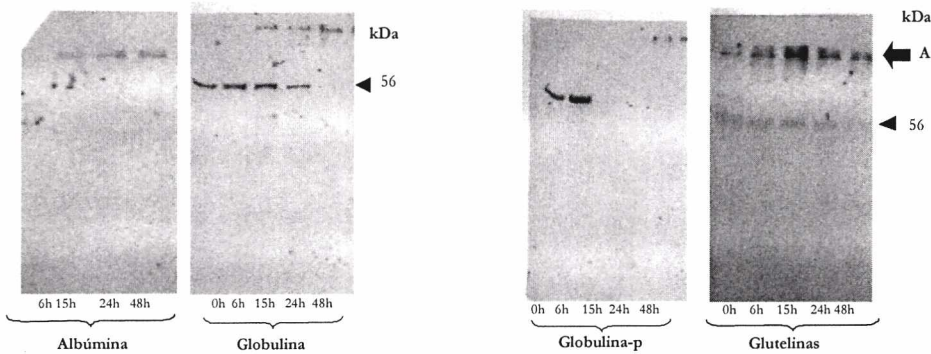 kDa
56
kDa
A
56
6h 15h 24h 48h
0h 6h 15h 24h 48h
0h 6h 15h 24h 48h
0h 6h 15h 24h 48h
Albúmina
Globulina
Globulina-p
Glutelinas